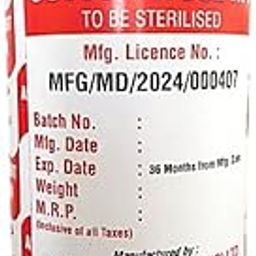 TO BE STERILISED
Mfg. Licence No. :
MFG/MD/2024/000407
Batch No. :
Mfg. Date :
Exp. Date : 36 Months from Mfg.
Weight :
M.R.P. :
(Inclusive of all Taxes)
Manufactured by :